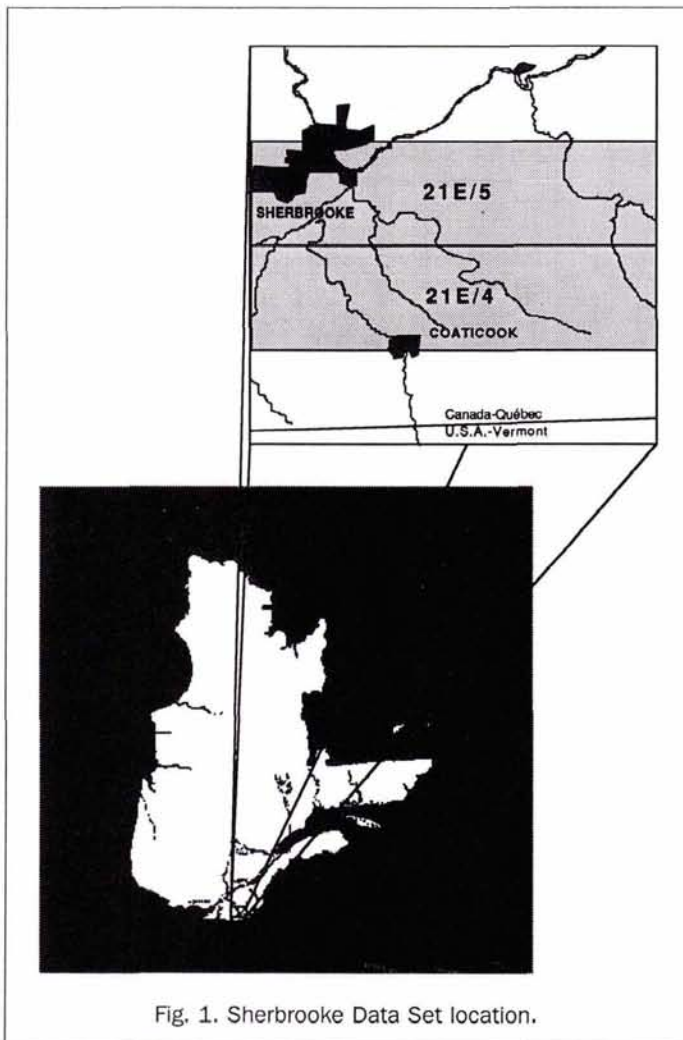 21E/5
SHERBROOKE
21E/4
COATICOOK
Canada-Québec
U.S.A.-Vermont
Fig. 1. Sherbrooke Data Set location.